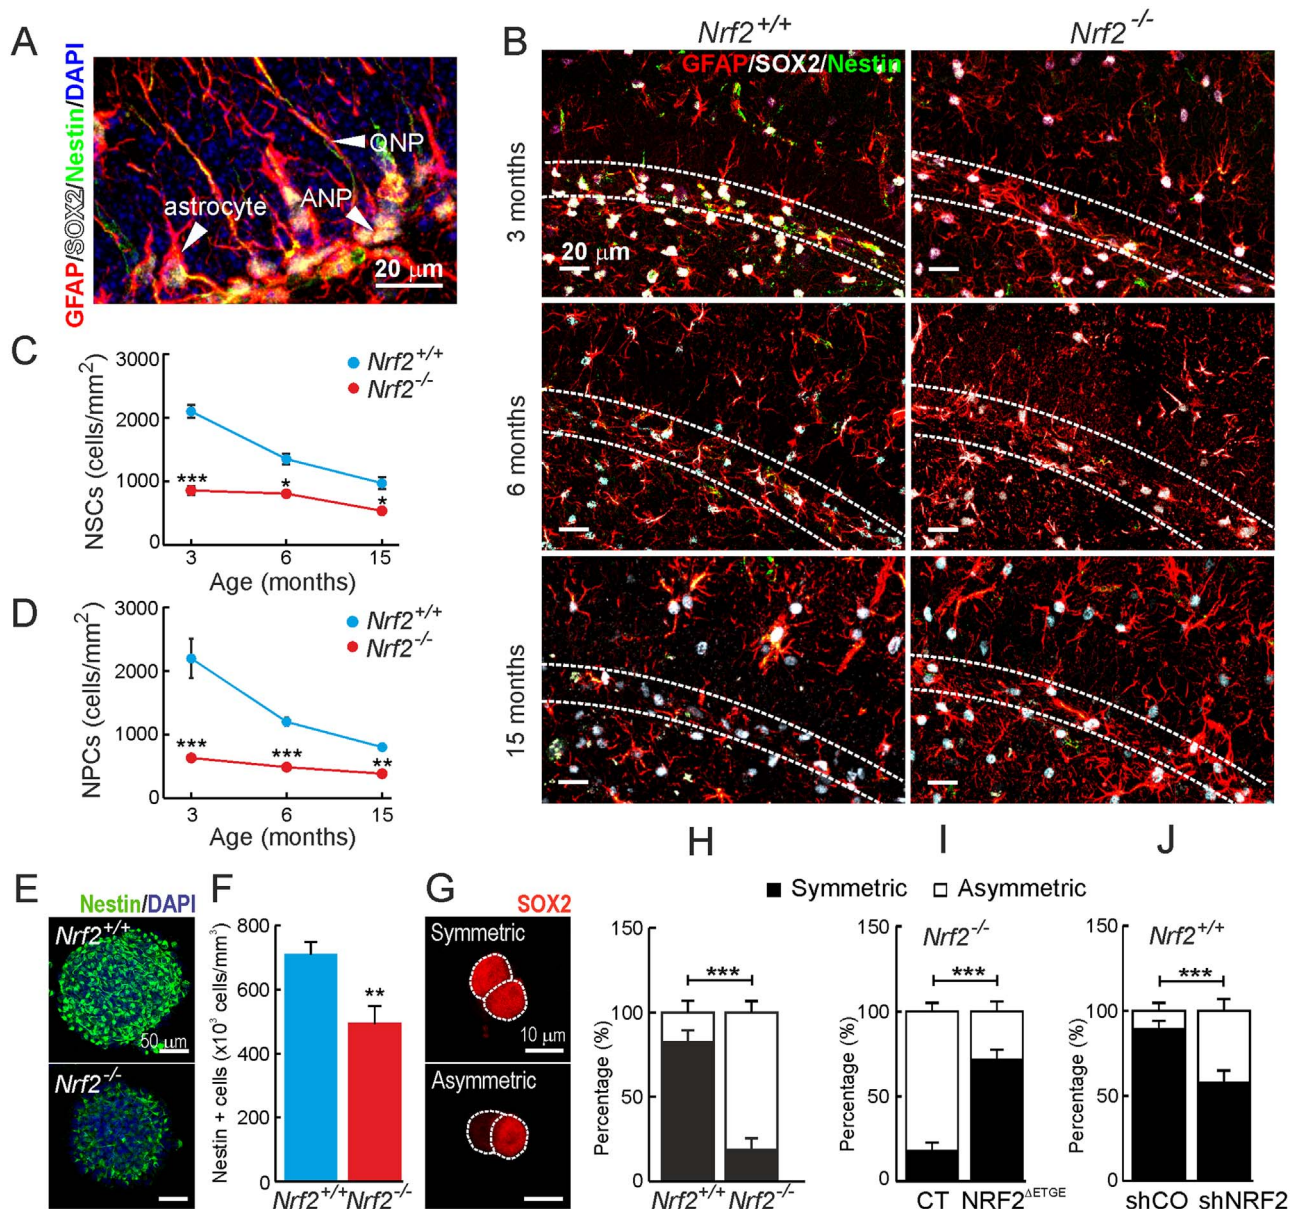 A
GFAP/SOX2/Nestin/DAPI
QNP
ANP
astrocyte
20 µm
B
Nrf2+/+
Nrf2-/-
GFAP/SOX2/Nestin
3 months
20 µm
6 months
15 months
C
NSCs (cells/mm2)
3000
2000
1000
0
Nrf2+/+
Nrf2-/-
***
*
*
3 6 15
Age (months)
D
NPCs (cells/mm2)
3000
2000
1000
0
Nrf2+/+
Nrf2-/-
***
***
**
3 6 15
Age (months)
E
Nestin/DAPI
Nrf2+/+
50 µm
Nrf2-/-
F
Nestin + cells (x103 cells/mm3)
800
600
400
200
0
**
Nrf2+/+ Nrf2-/-
G
SOX2
Symmetric
10 µm
Asymmetric
H
I
J
Symmetric Asymmetric
Percentage (%)
150
100
50
0
***
Nrf2+/+ Nrf2-/-
Percentage (%)
150
100
50
0
Nrf2-/-
***
CT NRF2ΔETGE
Percentage (%)
150
100
50
0
Nrf2+/+
***
shCO shNRF2